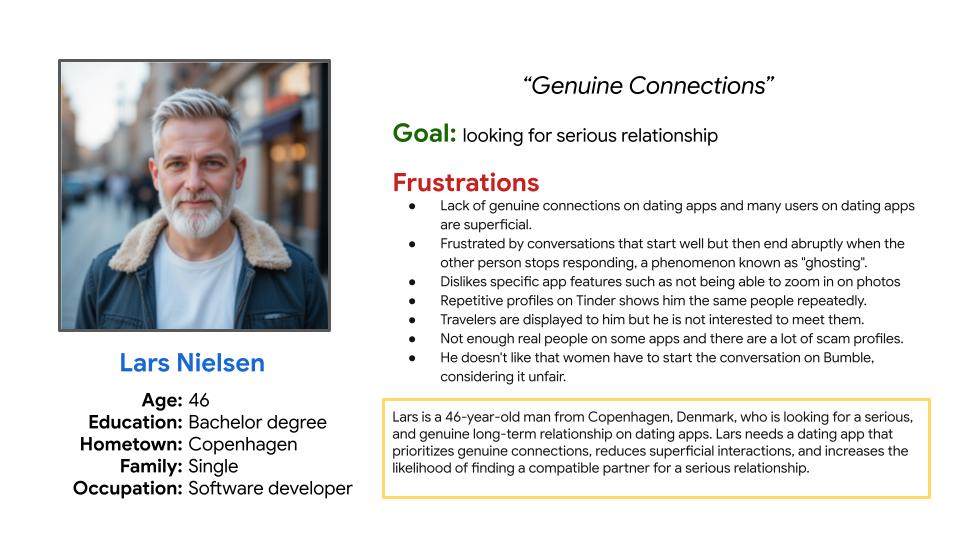 “Genuine Connections”
Goal: looking for serious relationship
Frustrations
● Lack of genuine connections on dating apps and many users on dating apps
are superficial.
● Frustrated by conversations that start well but then end abruptly when the
other person stops responding, a phenomenon known as "ghosting".
● Dislikes specific app features such as not being able to zoom in on photos
● Repetitive profiles on Tinder shows him the same people repeatedly.
● Travelers are displayed to him but he is not interested to meet them.
● Not enough real people on some apps and there are a lot of scam profiles.
● He doesn't like that women have to start the conversation on Bumble,
considering it unfair.
Lars Nielsen
Age: 46
Education: Bachelor degree
Hometown: Copenhagen
Family: Single
Occupation: Software developer
Lars is a 46-year-old man from Copenhagen, Denmark, who is looking for a serious,
and genuine long-term relationship on dating apps. Lars needs a dating app that
prioritizes genuine connections, reduces superficial interactions, and increases the
likelihood of finding a compatible partner for a serious relationship.